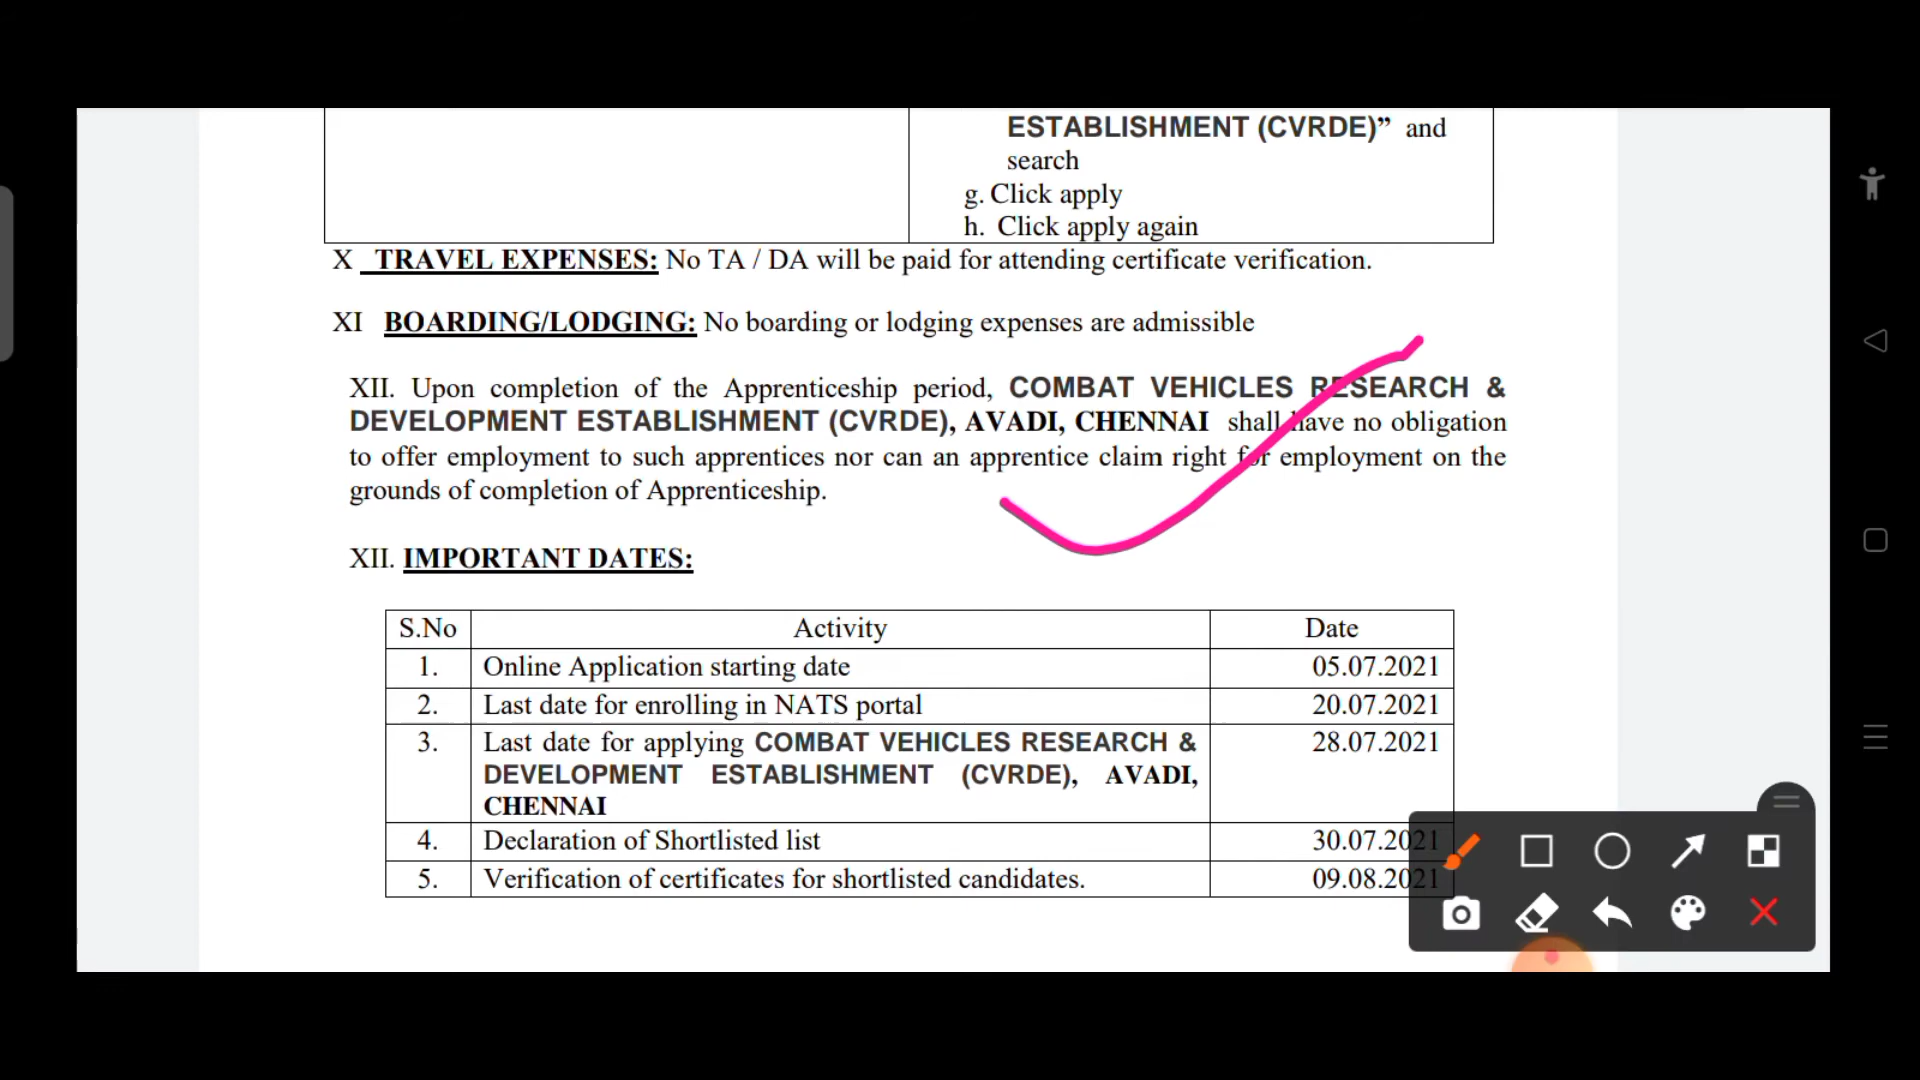 ESTABLISHMENT (CVRDE)” and
search
g. Click apply
h. Click apply again
X TRAVEL EXPENSES: No TA / DA will be paid for attending certificate verification.
XI BOARDING/LODGING: No boarding or lodging expenses are admissible
XII. Upon completion of the Apprenticeship period, COMBAT VEHICLES RESEARCH &
DEVELOPMENT ESTABLISHMENT (CVRDE), AVADI, CHENNAI shall have no obligation
to offer employment to such apprentices nor can an apprentice claim right for employment on the
grounds of completion of Apprenticeship.
XII. IMPORTANT DATES:
S.No Activity Date
1. Online Application starting date 05.07.2021
2. Last date for enrolling in NATS portal 20.07.2021
3. Last date for applying COMBAT VEHICLES RESEARCH & 28.07.2021
DEVELOPMENT ESTABLISHMENT (CVRDE), AVADI,
CHENNAI
4. Declaration of Shortlisted list 30.07.2021
5. Verification of certificates for shortlisted candidates. 09.08.2021